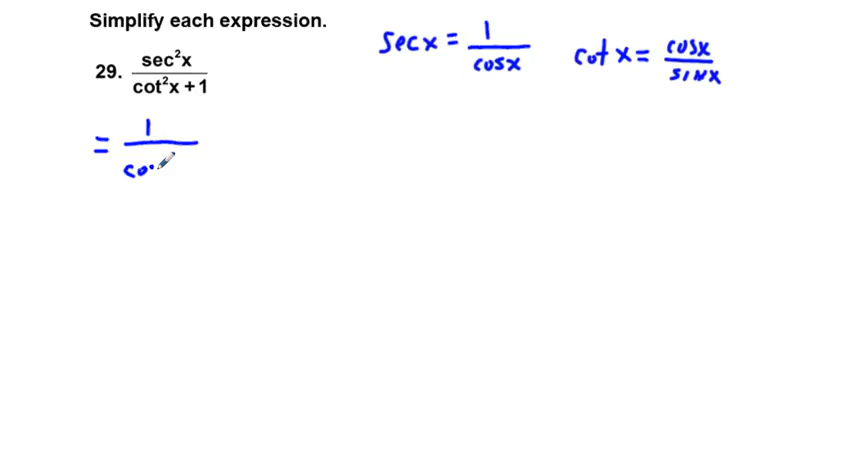 Simplify each expression.
sec x = 1 / cos x
cot x = cos x / sin x
29. sec²x / cot²x + 1
= 1 /